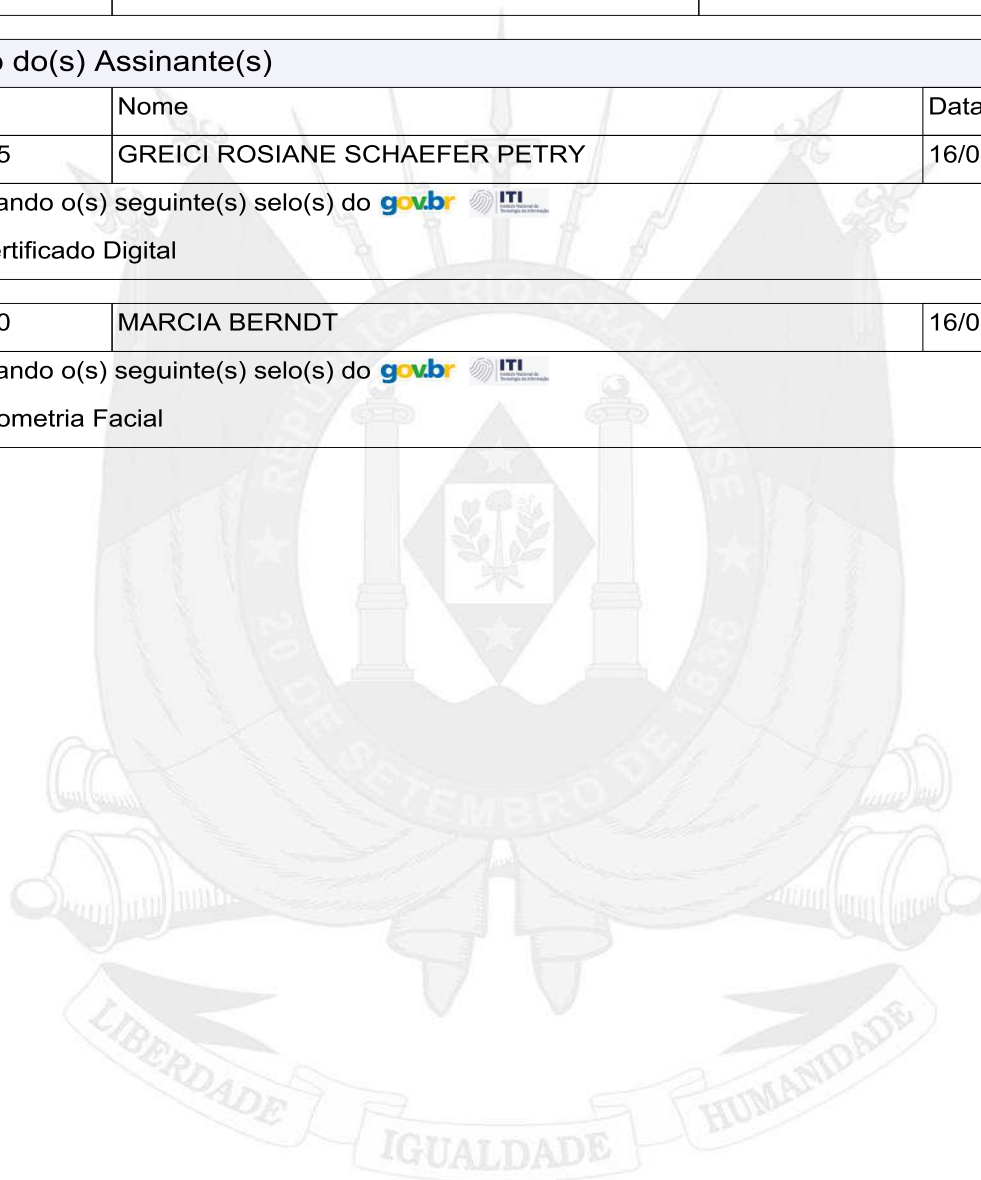 o do(s) Assinante(s)
Nome Data
5 GREICI ROSIANE SCHAEFER PETRY 16/0
ando o(s) seguinte(s) selo(s) do gov.br ITI
rtificado Digital
0 MARCIA BERNDT 16/0
ando o(s) seguinte(s) selo(s) do gov.br ITI
ometria Facial
REPÚBLICA RIO-GRANDENSE
20 DE SETEMBRO DE 1835
LIBERDADE IGUALDADE HUMANIDADE